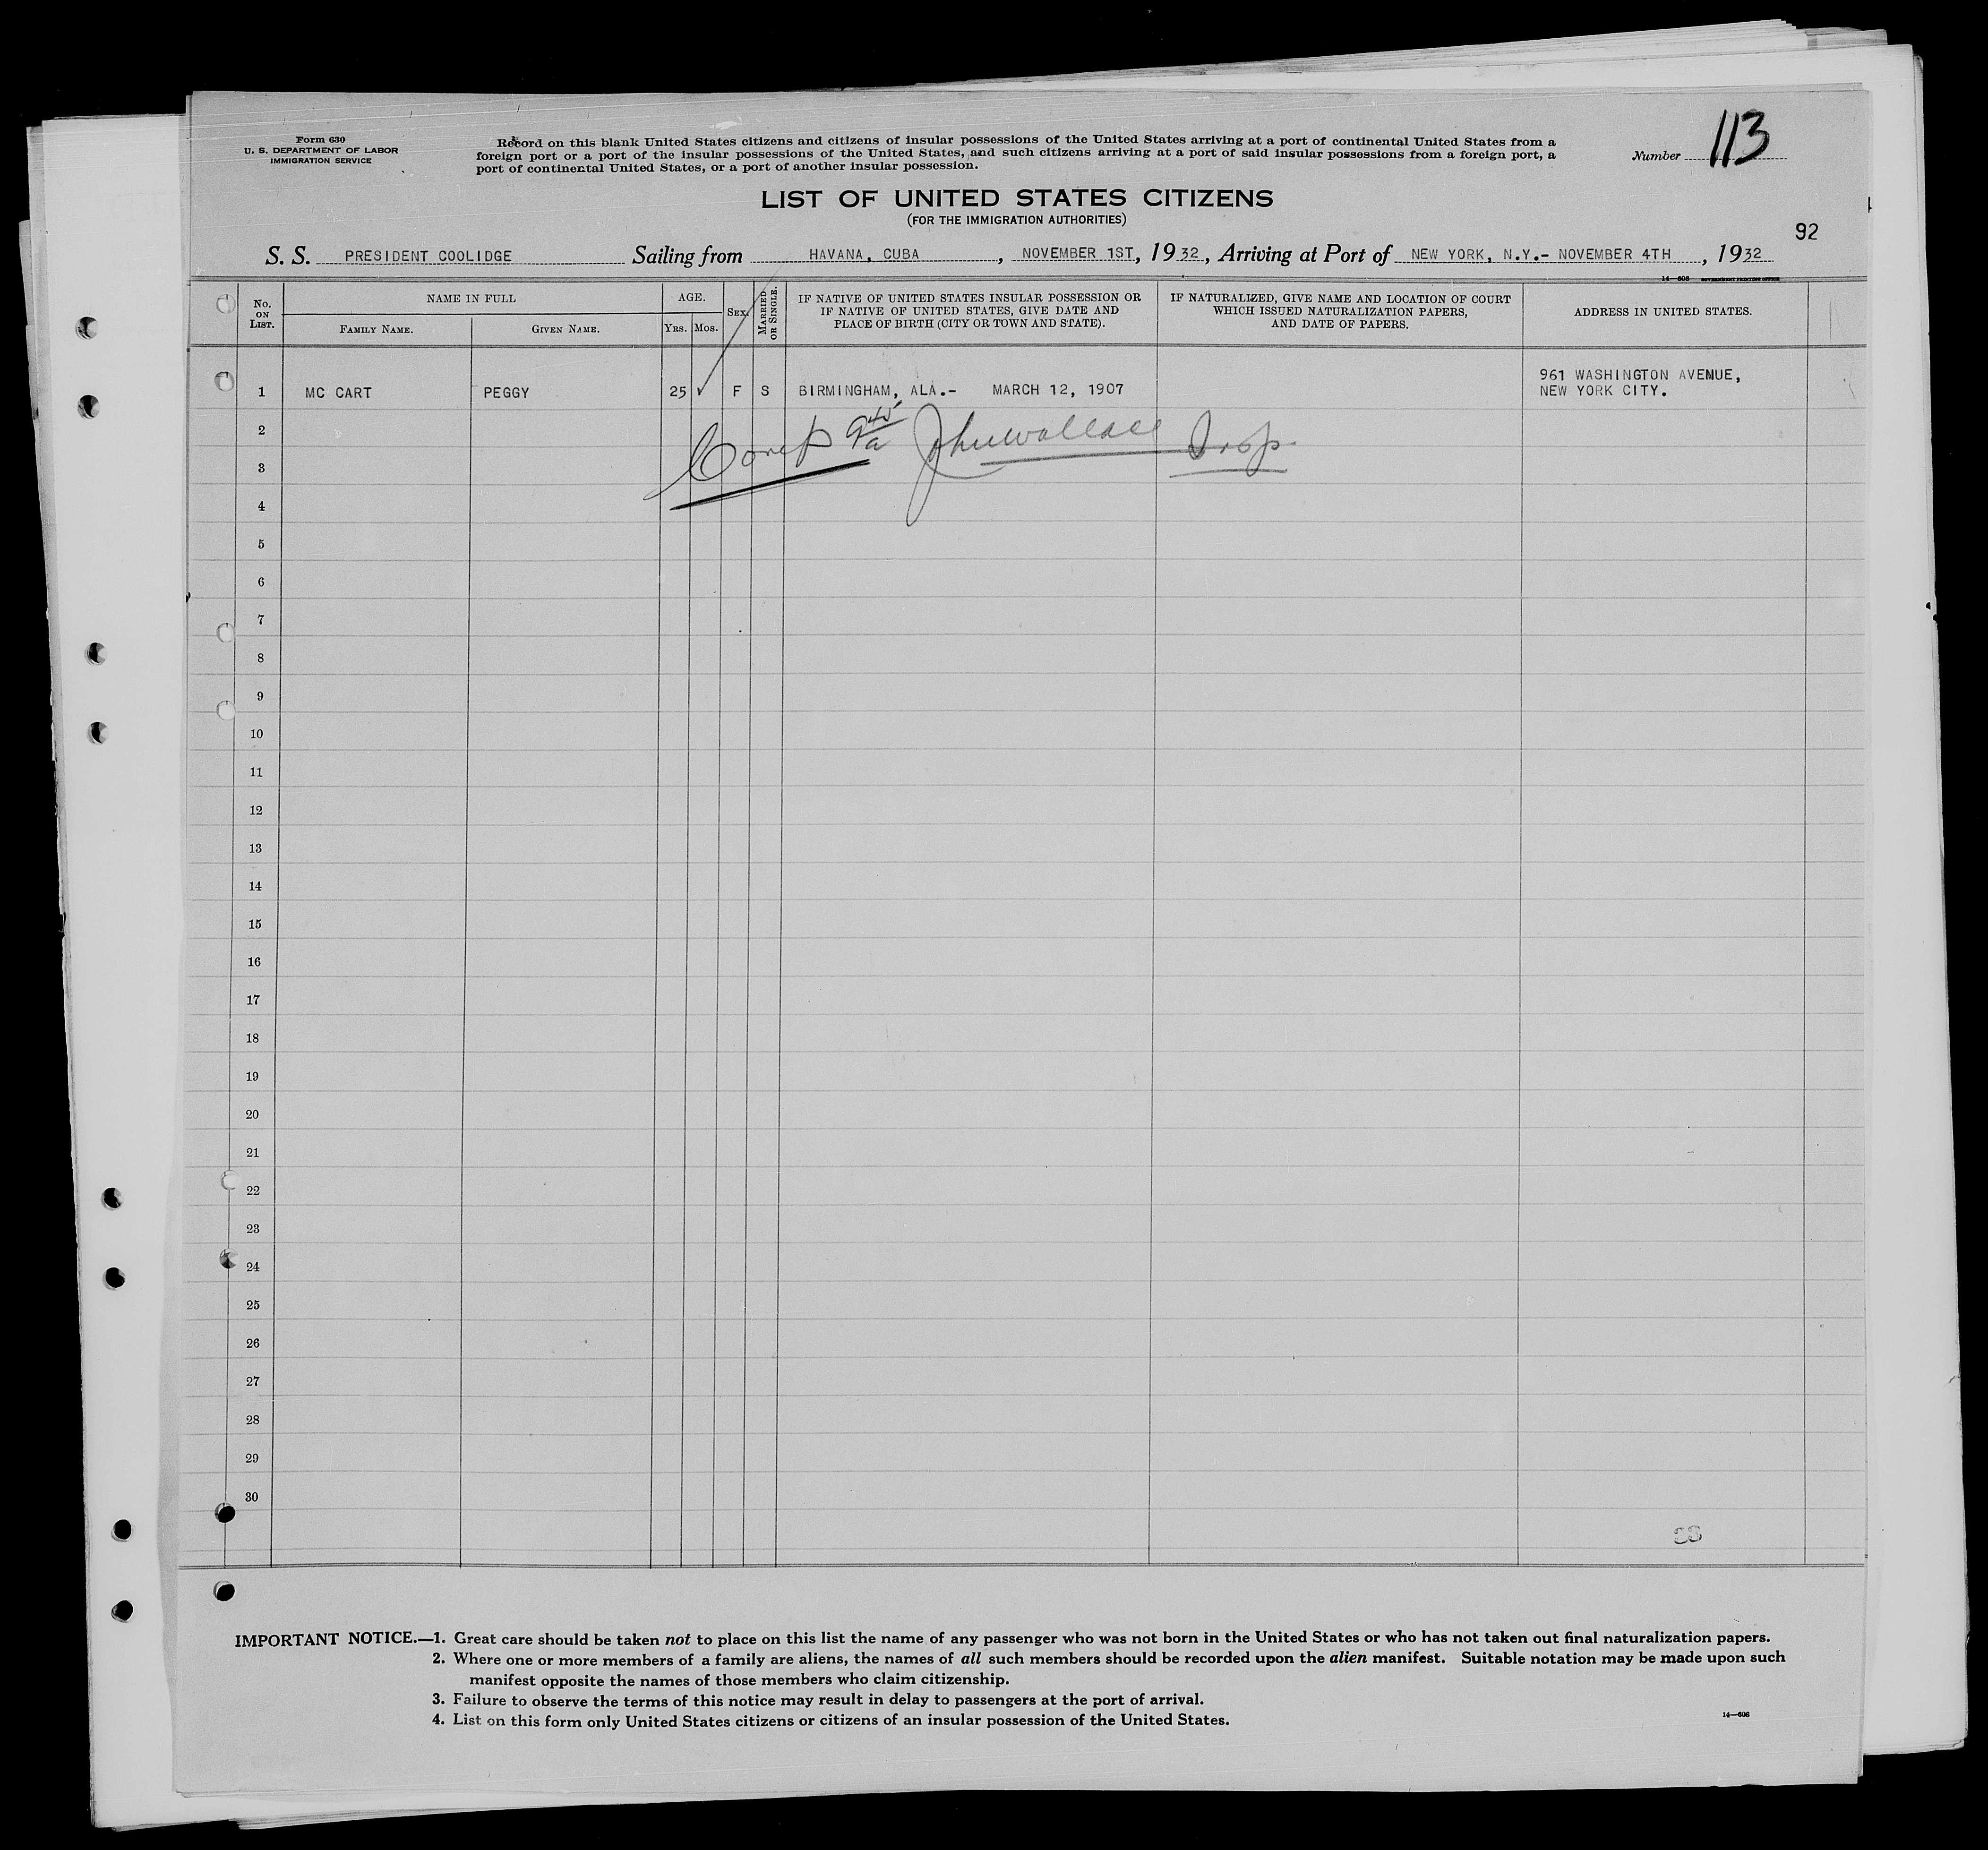 Form 630
U. S. DEPARTMENT OF LABOR
IMMIGRATION SERVICE
Record on this blank United States citizens and citizens of insular possessions of the United States arriving at a port of continental United States from a
foreign port or a port of the insular possessions of the United States, and such citizens arriving at a port of said insular possessions from a foreign port, a
port of continental United States, or a port of another insular possession.
Number 113
LIST OF UNITED STATES CITIZENS
(FOR THE IMMIGRATION AUTHORITIES)
92
S. S. PRESIDENT COOLIDGE Sailing from HAVANA, CUBA, NOVEMBER 1ST, 1932, Arriving at Port of NEW YORK, N.Y.- NOVEMBER 4TH, 1932
14—608 GOVERNMENT PRINTING OFFICE
No. ON LIST.
NAME IN FULL
FAMILY NAME.
GIVEN NAME.
AGE.
YRS.
MOS.
SEX.
MARRIED OR SINGLE.
IF NATIVE OF UNITED STATES INSULAR POSSESSION OR
IF NATIVE OF UNITED STATES, GIVE DATE AND
PLACE OF BIRTH (CITY OR TOWN AND STATE).
IF NATURALIZED, GIVE NAME AND LOCATION OF COURT
WHICH ISSUED NATURALIZATION PAPERS,
AND DATE OF PAPERS.
ADDRESS IN UNITED STATES.
961 WASHINGTON AVENUE,
1 MC CART PEGGY 25 ✓ F S BIRMINGHAM, ALA.- MARCH 12, 1907 NEW YORK CITY.
2
9 45 a John Wallace Insp
3
4
5
6
7
8
9
10
11
12
13
14
15
16
17
18
19
20
21
22
23
24
25
26
27
28
29
30
IMPORTANT NOTICE.—1. Great care should be taken not to place on this list the name of any passenger who was not born in the United States or who has not taken out final naturalization papers.
2. Where one or more members of a family are aliens, the names of all such members should be recorded upon the alien manifest. Suitable notation may be made upon such
manifest opposite the names of those members who claim citizenship.
3. Failure to observe the terms of this notice may result in delay to passengers at the port of arrival.
4. List on this form only United States citizens or citizens of an insular possession of the United States.
14—608